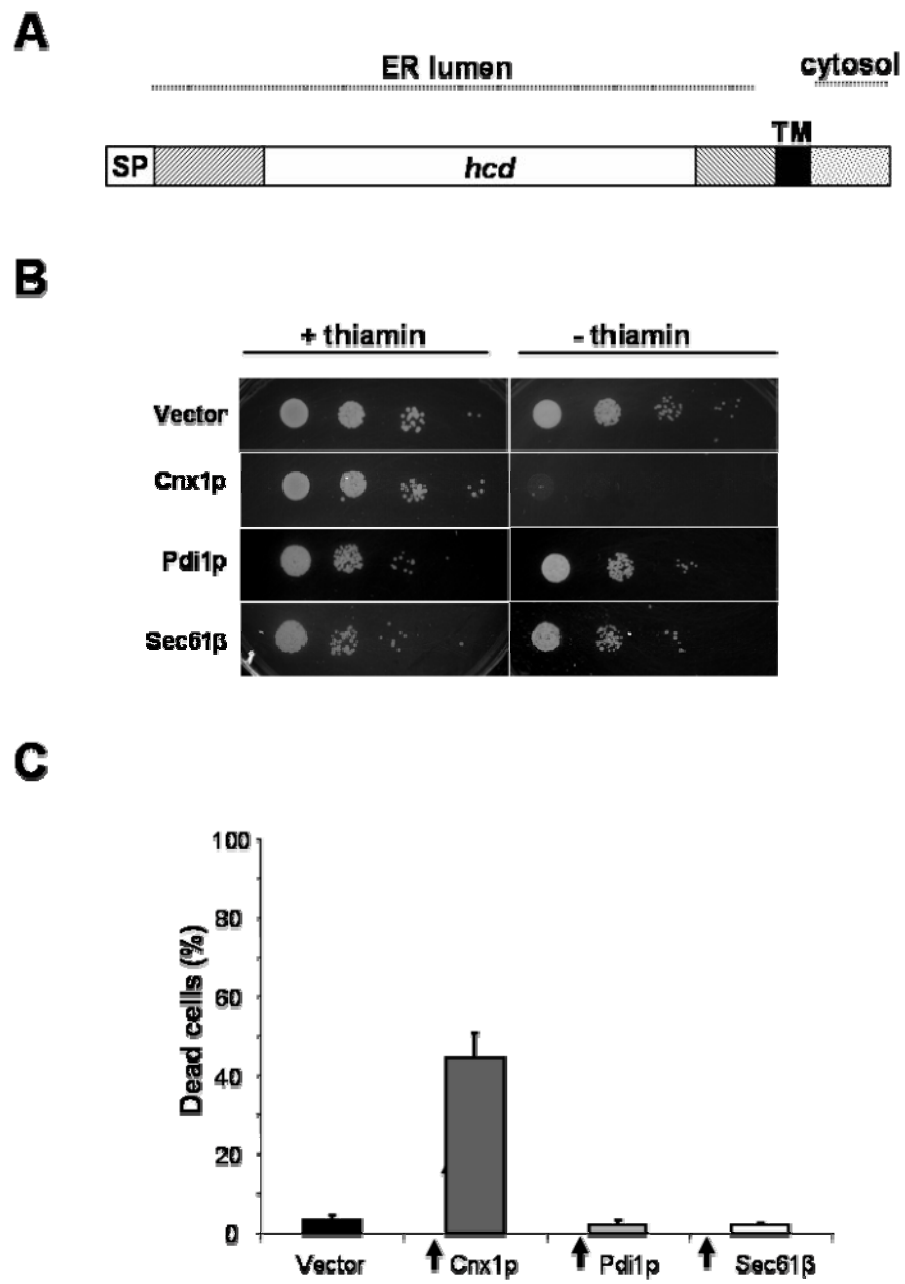 A
ER lumen
cytosol
TM
SP
hcd
B
+ thiamin
- thiamin
Vector
Cnx1p
Pdi1p
Sec61β
C
Dead cells (%)
100
80
60
40
20
0
Vector
Cnx1p
Pdi1p
Sec61β